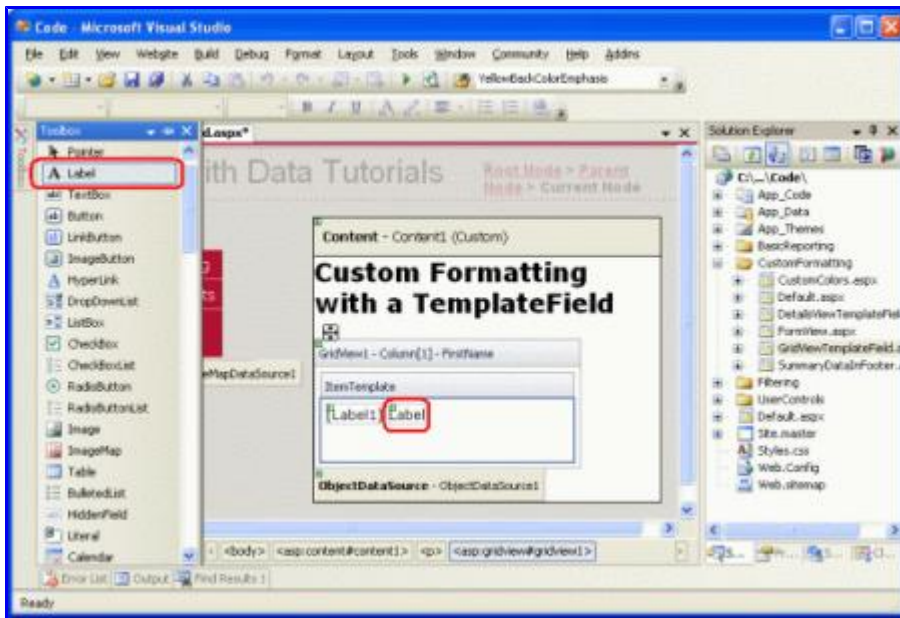 Code - Microsoft Visual Studio
File Edit View Website Build Debug Format Layout Tools Window Community Help Addins
YellowBackColorEmphasis
B I U A
Toolbox
d.aspx*
Solution Explorer
Toolbox
Pointer
Label
TextBox
Button
LinkButton
ImageButton
HyperLink
DropDownList
ListBox
CheckBox
CheckBoxList
RadioButton
RadioButtonList
Image
ImageMap
Table
BulletedList
HiddenField
Literal
Calendar
ith Data Tutorials
Root Node > Parent
Node > Current Node
Content - Content1 (Custom)
Custom Formatting
with a TemplateField
GridView1 - Column[1] - FirstName
ItemTemplate
[Label1] Label
ObjectDataSource - ObjectDataSource1
eMapDataSource1
C:\...\Code\
App_Code
App_Data
App_Themes
BasicReporting
CustomFormatting
CustomColors.aspx
Default.aspx
DetailsViewTemplateFiel
FormView.aspx
GridViewTemplateField.a
SummaryDataInFooter.
Filtering
UserControls
Default.aspx
Site.master
Styles.css
Web.Config
Web.sitemap
<body> <asp:content#content1> <p> <asp:gridview#gridview1>
Error List Output Find Results 1
Ready